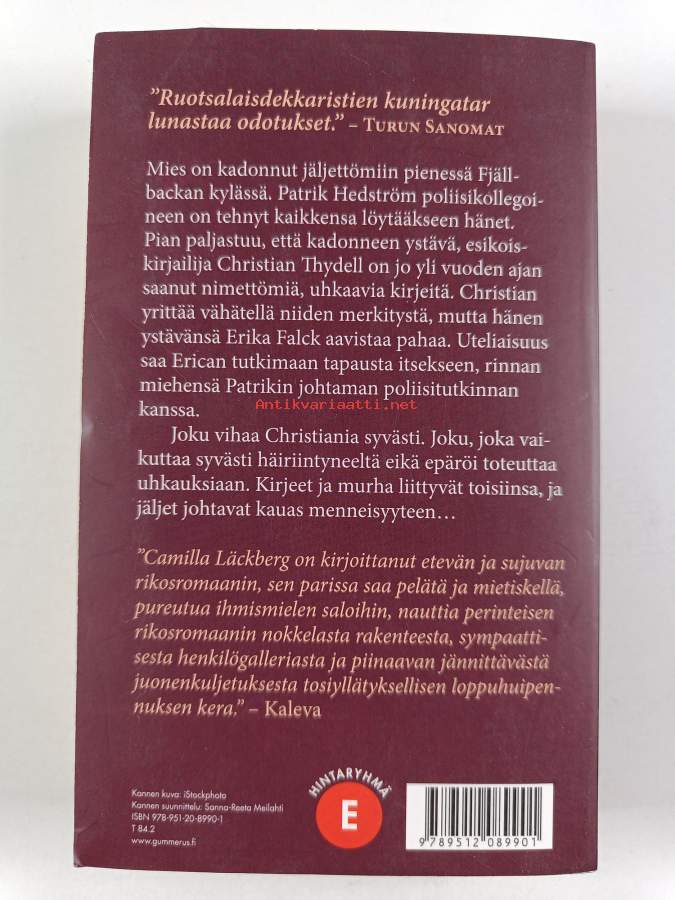 ”Ruotsalaisdekkaristien kuningatar
lunastaa odotukset.” – TURUN SANOMAT
Mies on kadonnut jäljettömiin pienessä Fjäll-
backan kylässä. Patrik Hedström poliisikollegoi-
neen on tehnyt kaikkensa löytääkseen hänet.
Pian paljastuu, että kadonneen ystävä, esikois-
kirjailija Christian Thydell on jo yli vuoden ajan
saanut nimettömiä, uhkaavia kirjeitä. Christian
yrittää vähätellä niiden merkitystä, mutta hänen
ystävänsä Erika Falck aavistaa pahaa. Uteliaisuus
saa Erican tutkimaan tapausta itsekseen, rinnan
miehensä Patrikin johtaman poliisitutkinnan
kanssa.
Antikvariaatti.net
Joku vihaa Christiania syvästi. Joku, joka vai-
kuttaa syvästi häiriintyneeltä eikä epäröi toteuttaa
uhkauksiaan. Kirjeet ja murha liittyvät toisiinsa, ja
jäljet johtavat kauas menneisyyteen…
”Camilla Läckberg on kirjoittanut etevän ja sujuvan
rikosromaanin, sen parissa saa pelätä ja mietiskellä,
pureutua ihmismielen saloihin, nauttia perinteisen
rikosromaanin nokkelasta rakenteesta, sympaatti-
sesta henkilögalleriasta ja piinaavan jännittävästä
juonenkuljetuksesta tosiyllätyksellisen loppuhuipen-
nuksen kera.” – Kaleva
Kannen kuva: iStockphoto
Kannen suunnittelu: Sanna-Reeta Meilahti
ISBN 978-951-20-8990-1
T 84.2
www.gummerus.fi
HINTARYHMÄ
E
9 789512 089901